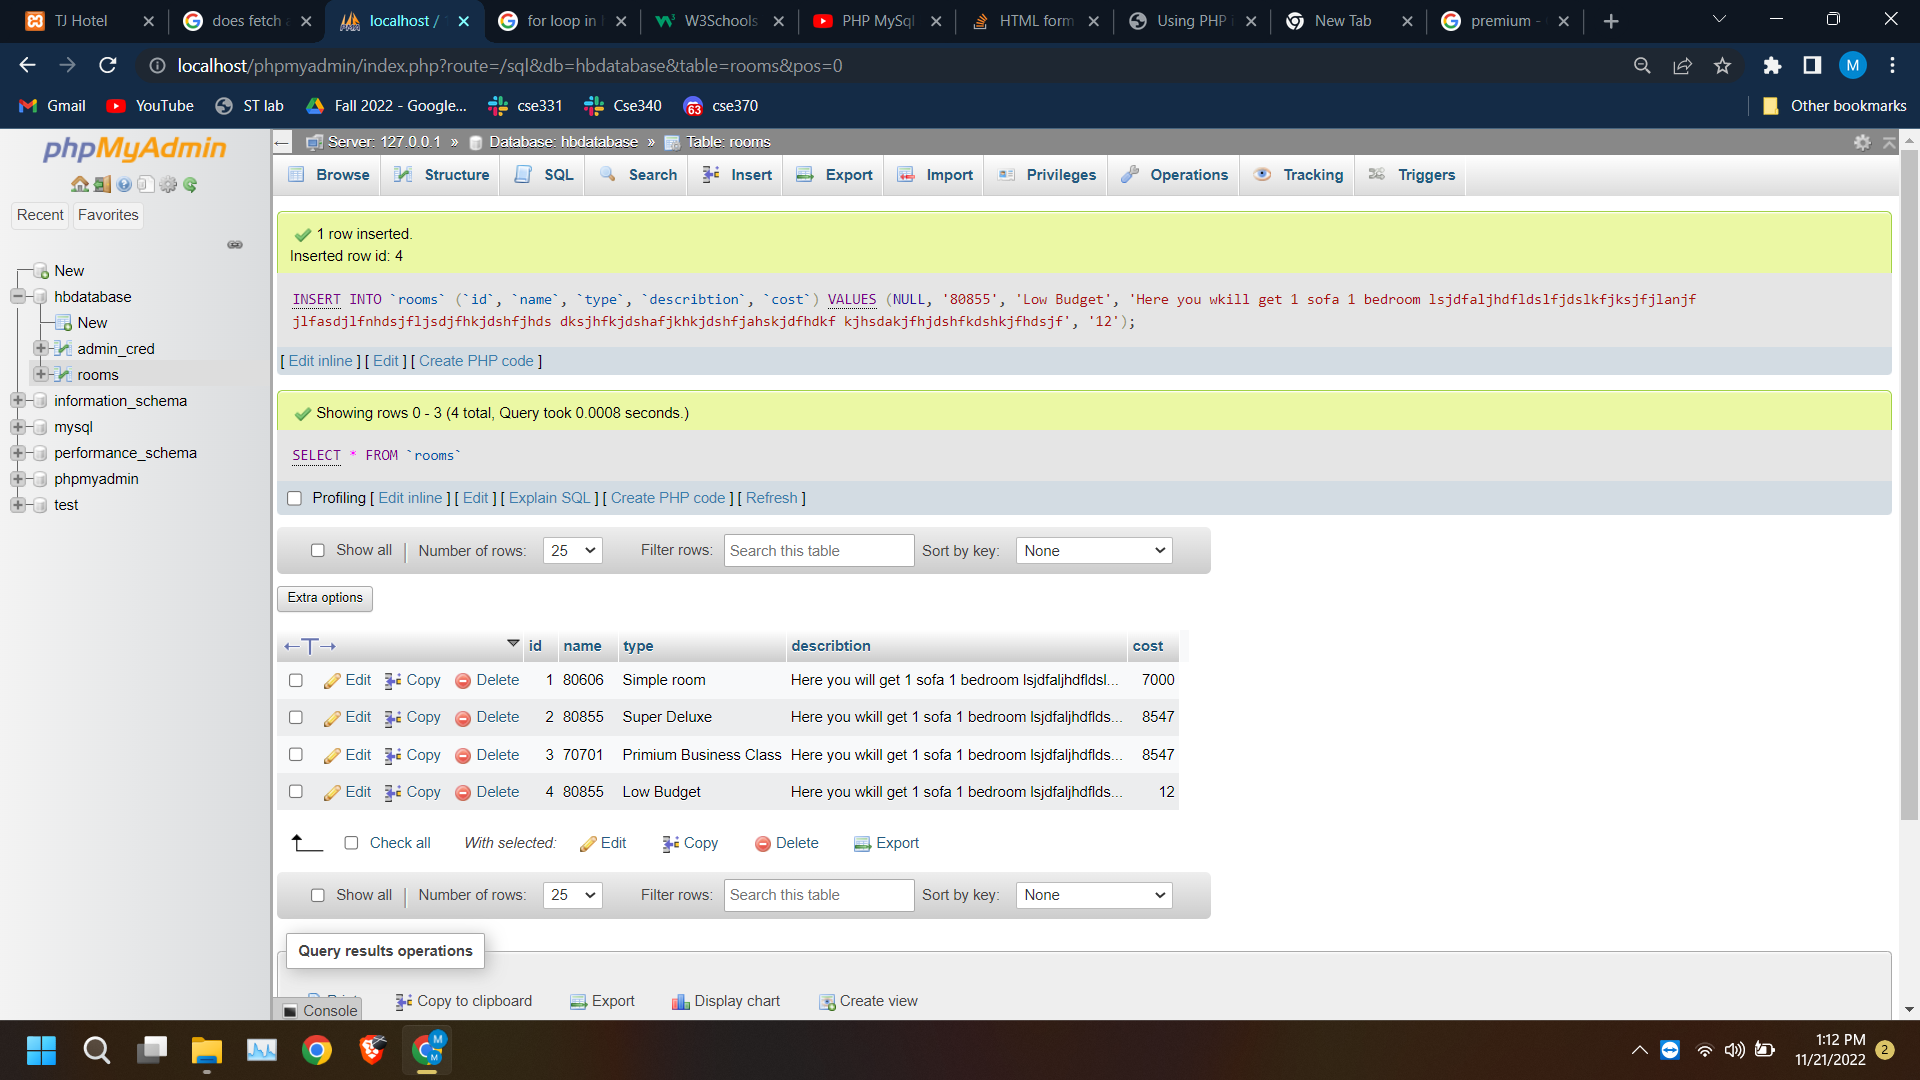 TJ Hotel
does fetch a
localhost /
for loop in
W3Schools
PHP MySql
HTML form
Using PHP i
New Tab
premium -
localhost/phpmyadmin/index.php?route=/sql&db=hbdatabase&table=rooms&pos=0
M
Gmail
YouTube
ST lab
Fall 2022 - Google...
cse331
Cse340
63
cse370
Other bookmarks
phpMyAdmin
Recent
Favorites
New
hbdatabase
New
admin_cred
rooms
information_schema
mysql
performance_schema
phpmyadmin
test
Server: 127.0.0.1 » Database: hbdatabase » Table: rooms
Browse Structure SQL Search Insert Export Import Privileges Operations Tracking Triggers
1 row inserted.
Inserted row id: 4
INSERT INTO `rooms` (`id`, `name`, `type`, `describtion`, `cost`) VALUES (NULL, '80855', 'Low Budget', 'Here you wkill get 1 sofa 1 bedroom lsjdfaljhdfldslfjdslkfjksjfjlanjf
jlfasdjlfnhdsjfljsdjfhkjdshfjhds dksjhfkjdshafjkhkjdshfjahskjdfhdkf kjhsdakjfhjdshfkdshkjfhdsjf', '12');
[ Edit inline ] [ Edit ] [ Create PHP code ]
Showing rows 0 - 3 (4 total, Query took 0.0008 seconds.)
SELECT * FROM `rooms`
Profiling [ Edit inline ] [ Edit ] [ Explain SQL ] [ Create PHP code ] [ Refresh ]
Show all Number of rows: 25 Filter rows: Search this table Sort by key: None
Extra options
←T→ id name type describtion cost
Edit Copy Delete 1 80606 Simple room Here you will get 1 sofa 1 bedroom lsjdfaljhdfldsl... 7000
Edit Copy Delete 2 80855 Super Deluxe Here you wkill get 1 sofa 1 bedroom lsjdfaljhdflds... 8547
Edit Copy Delete 3 70701 Primium Business Class Here you wkill get 1 sofa 1 bedroom lsjdfaljhdflds... 8547
Edit Copy Delete 4 80855 Low Budget Here you wkill get 1 sofa 1 bedroom lsjdfaljhdflds... 12
Check all With selected: Edit Copy Delete Export
Show all Number of rows: 25 Filter rows: Search this table Sort by key: None
Query results operations
Print Copy to clipboard Export Display chart Create view
Console
1:12 PM
11/21/2022
2